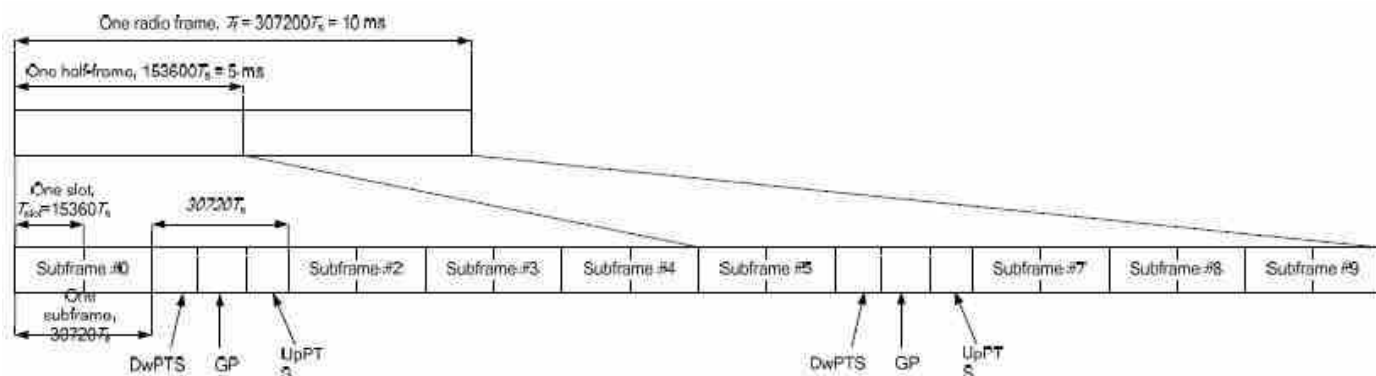 One radio frame, Tf = 307200Ts = 10 ms
One half-frame, 153600Ts = 5 ms
One slot,
Tslot=15360Ts
30720Ts
Subframe #0
Subframe #2
Subframe #3
Subframe #4
Subframe #5
Subframe #7
Subframe #8
Subframe #9
One
subframe,
30720Ts
DwPTS
GP
UpPT
S
DwPTS
GP
UpPT
S